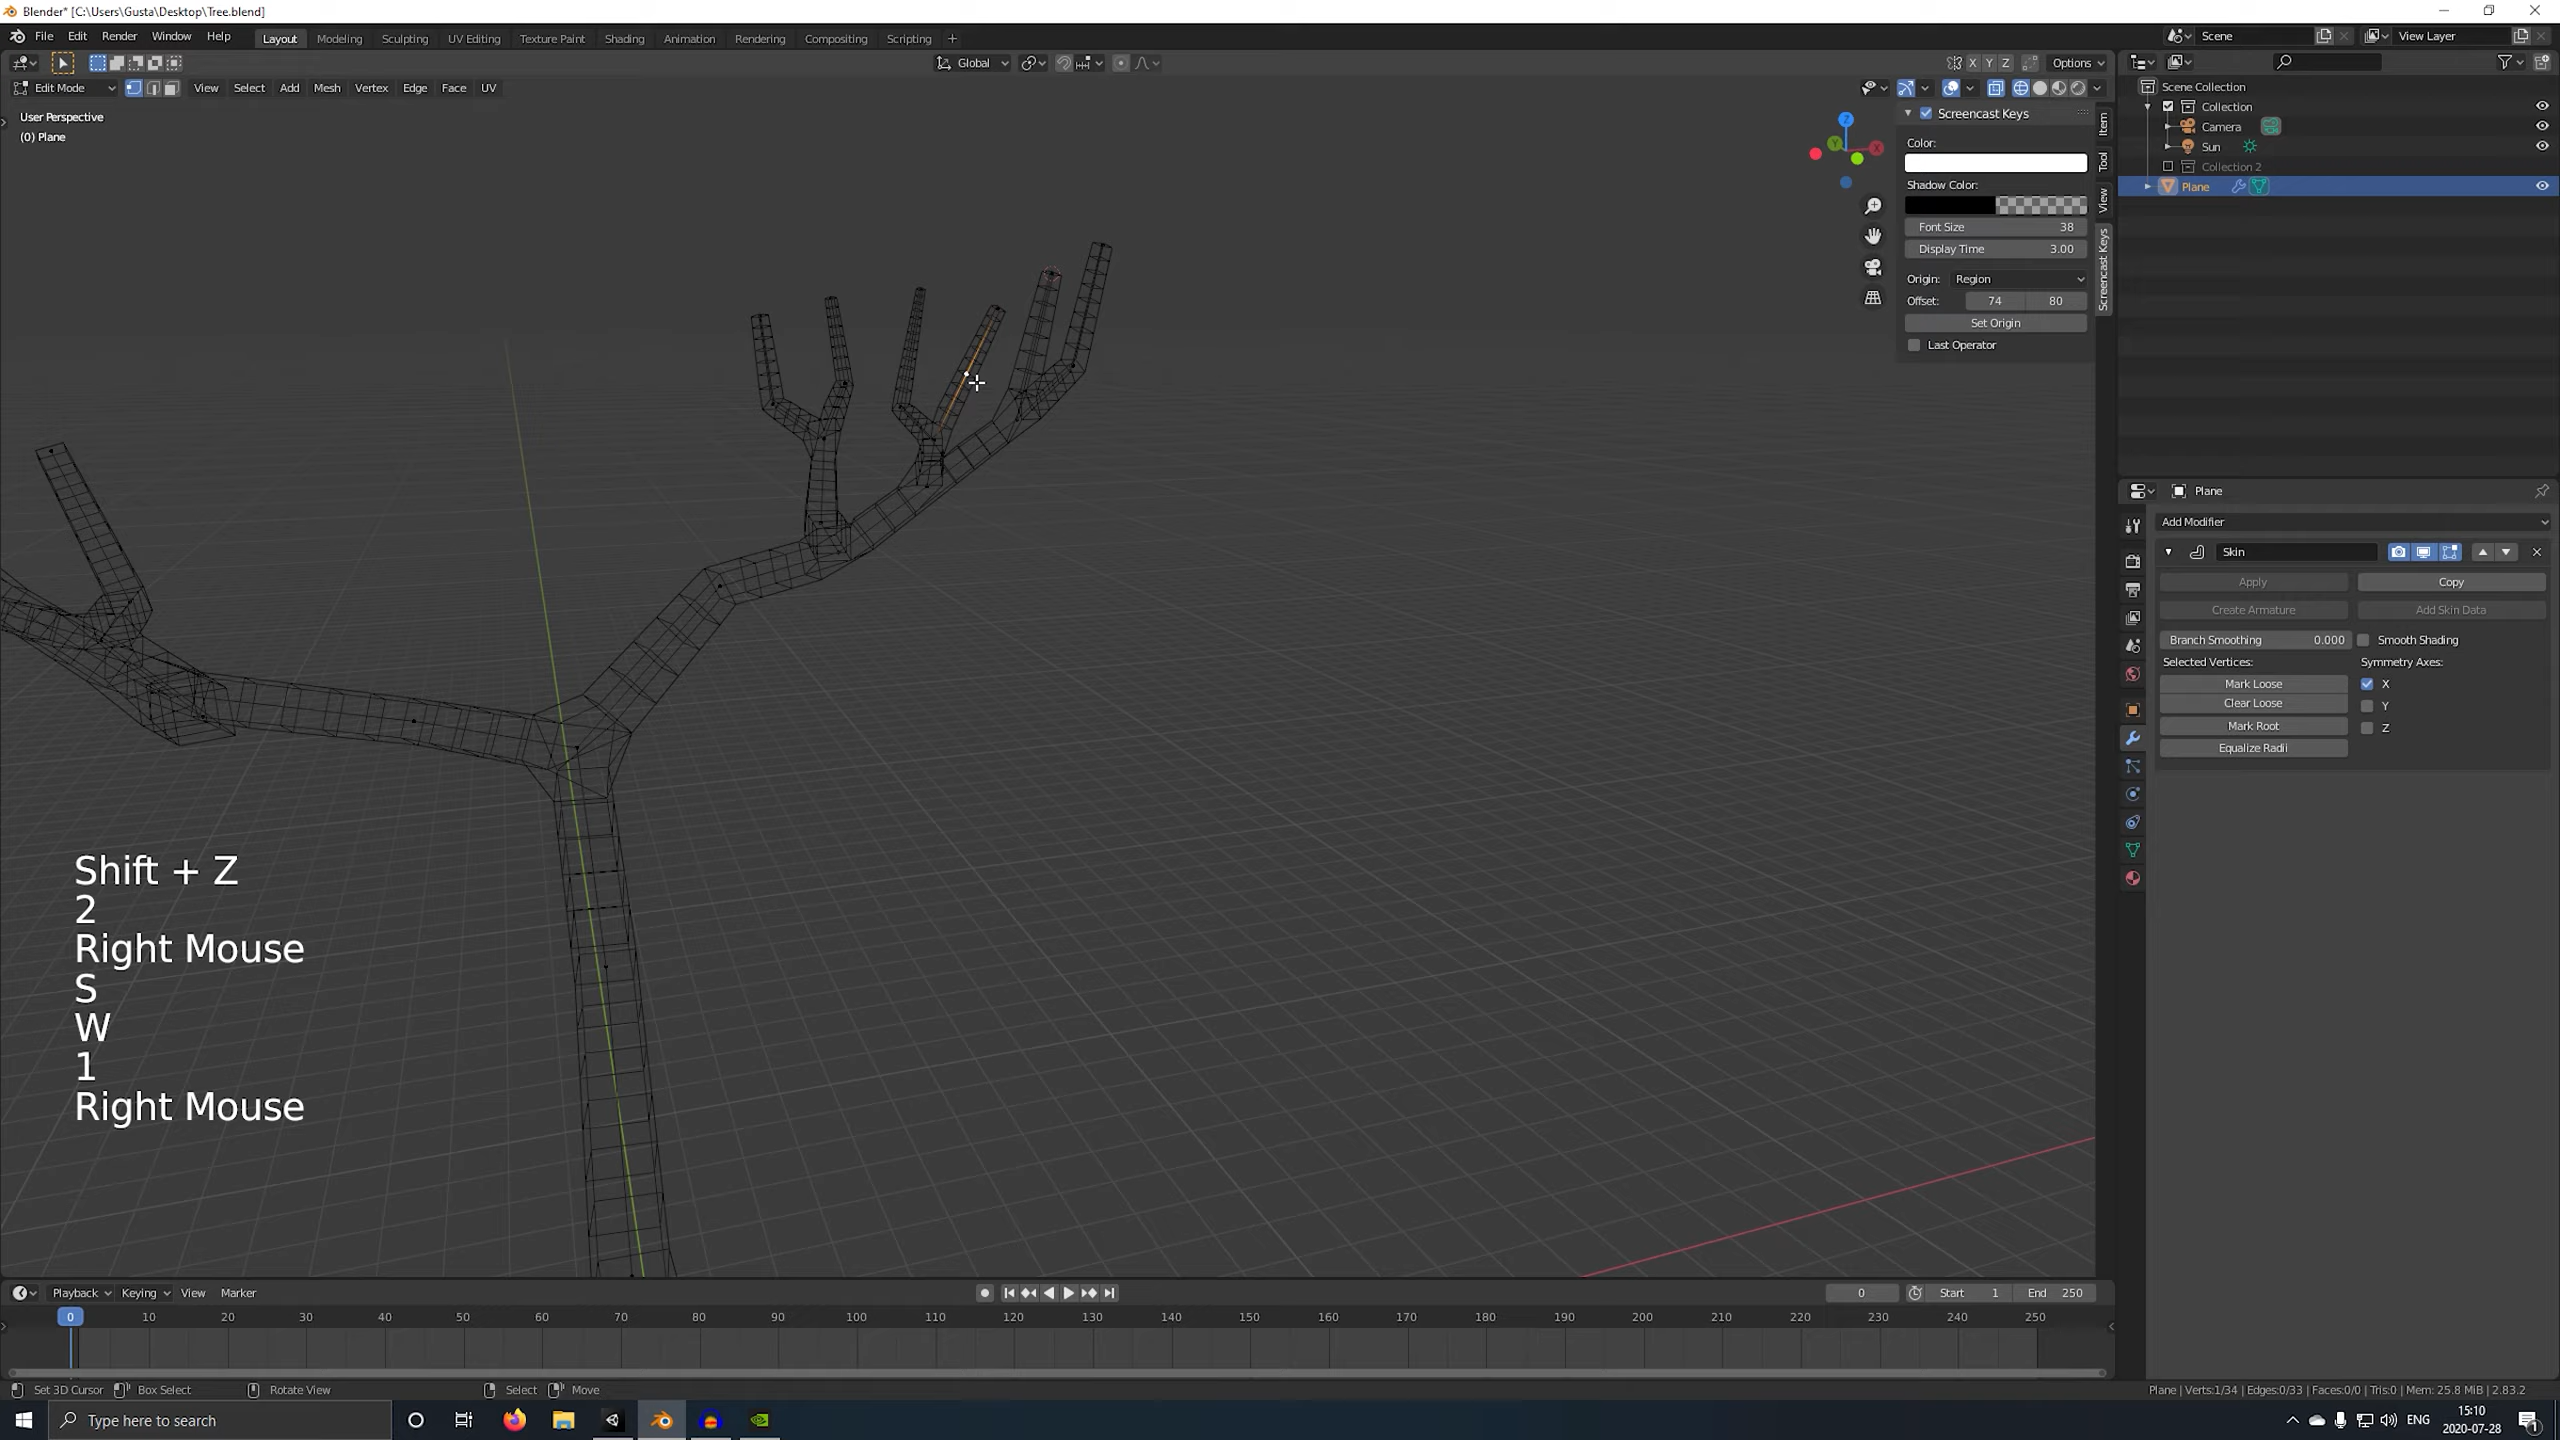 Blender* [C:\Users\Gusta\Desktop\Tree.blend]
File Edit Render Window Help Layout Modeling Sculpting UV Editing Texture Paint Shading Animation Rendering Compositing Scripting + Scene View Layer
Global X Y Z Options
Edit Mode View Select Add Mesh Vertex Edge Face UV
User Perspective
(0) Plane
Screencast Keys
Color:
Shadow Color:
Font Size 38
Display Time 3.00
Origin: Region
Offset: 74 80
Set Origin
Last Operator
Item
Tool
View
Screencast Keys
Z
Y
X
Scene Collection
Collection
Camera
Sun
Collection 2
Plane
Plane
Add Modifier
Skin
Apply Copy
Create Armature Add Skin Data
Branch Smoothing 0.000 Smooth Shading
Selected Vertices: Symmetry Axes:
Mark Loose X
Clear Loose Y
Mark Root Z
Equalize Radii
Shift + Z
2
Right Mouse
S
W
1
Right Mouse
Playback Keying View Marker 0 Start 1 End 250
0 10 20 30 40 50 60 70 80 90 100 110 120 130 140 150 160 170 180 190 200 210 220 230 240 250
Set 3D Cursor Box Select Rotate View Select Move Plane | Verts:1/34 | Edges:0/33 | Faces:0/0 | Tris:0 | Mem: 25.8 MiB | 2.83.2
Type here to search ENG
15:10
2020-07-28
1